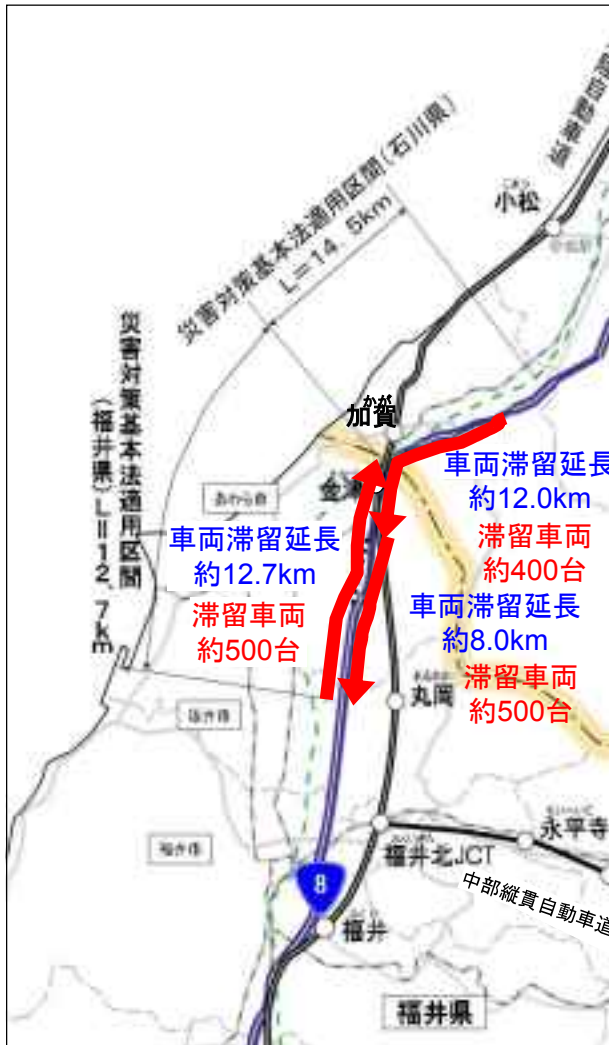 小松
災害対策基本法適用区間(石川県)
L=14.5km
災害対策基本法適用区間
(福井県)L=12.7km
かが
加賀
あわら市
車両滞留延長
約12.0km
滞留車両
約400台
車両滞留延長
約12.7km
滞留車両
約500台
車両滞留延長
約8.0km
滞留車両
約500台
丸岡
永平寺
福井北JCT
中部縦貫自動車道
8
福井
福井県